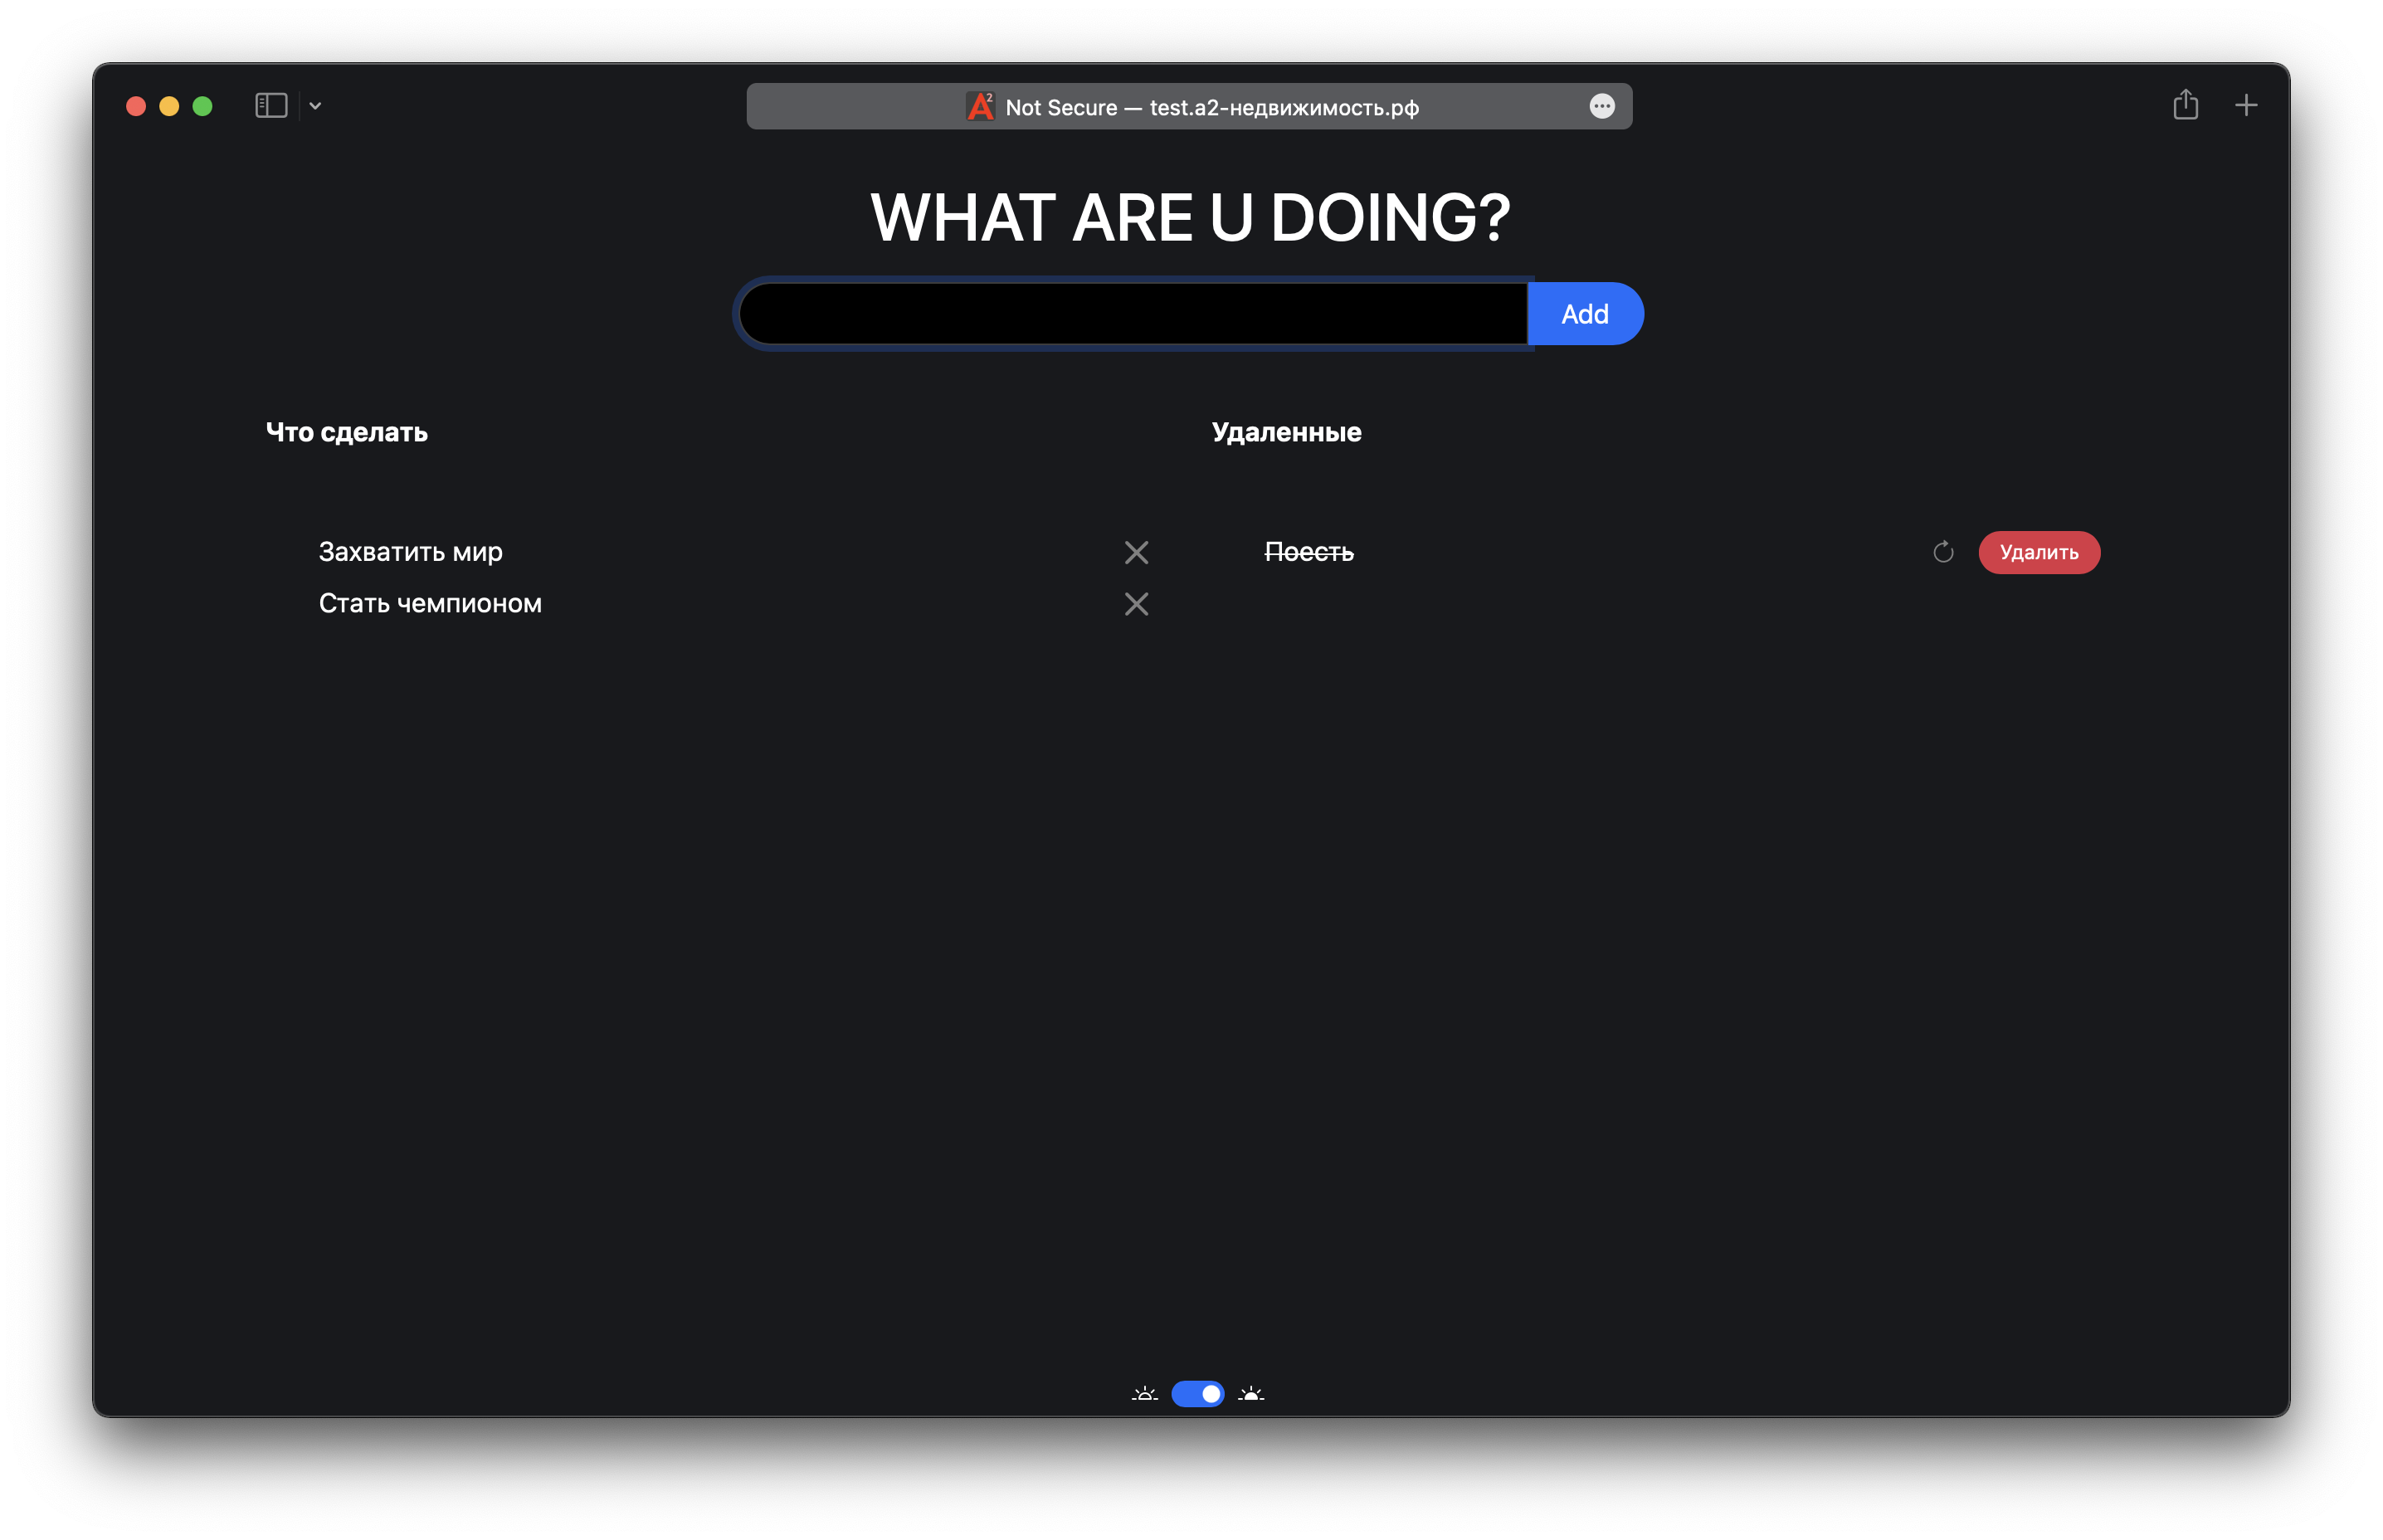 A2 Not Secure — test.а2-недвижимость.рф
WHAT ARE U DOING?
Add
Что сделать
Удаленные
Захватить мир
Поесть
Удалить
Стать чемпионом